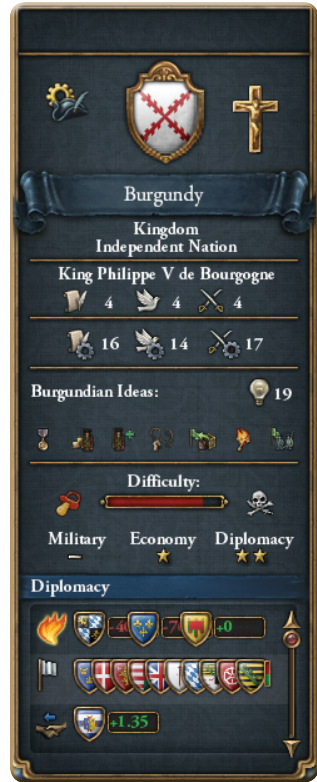 Burgundy
Kingdom
Independent Nation
King Philippe V de Bourgogne
4 4 4
16 14 17
Burgundian Ideas: 19
Difficulty:
Military Economy Diplomacy
Diplomacy
+0
+1.35